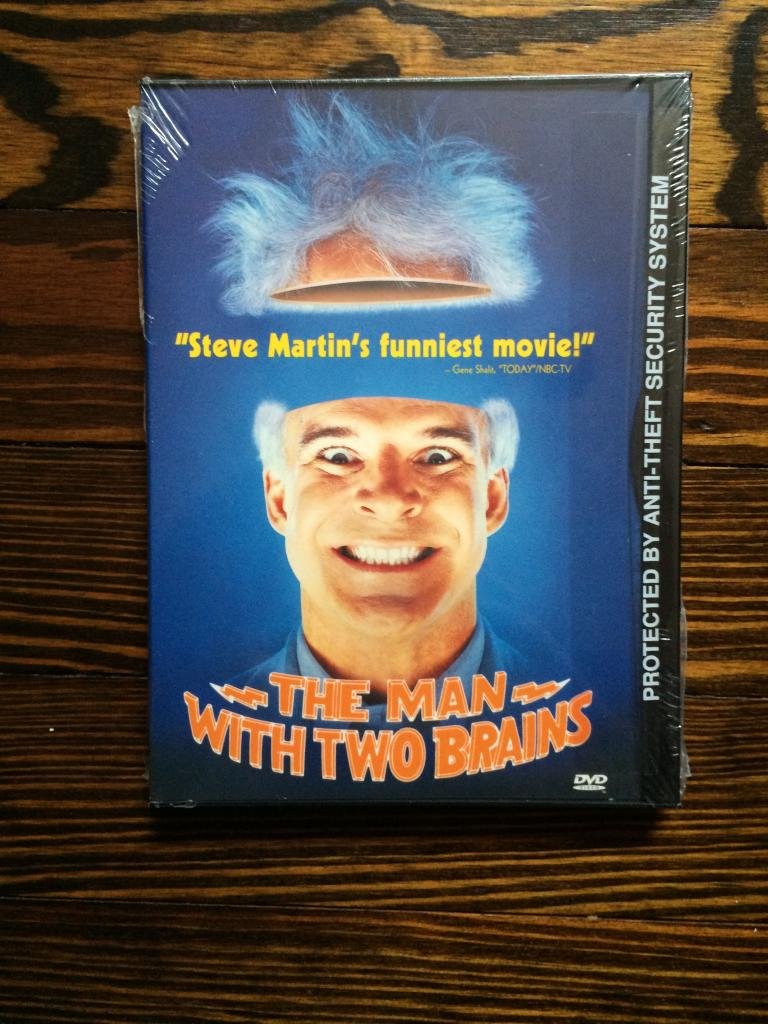 "Steve Martin's funniest movie!"
– Gene Shalit, "TODAY"/NBC-TV
THE MAN
WITH TWO BRAINS
DVD
VIDEO
PROTECTED BY ANTI-THEFT SECURITY SYSTEM